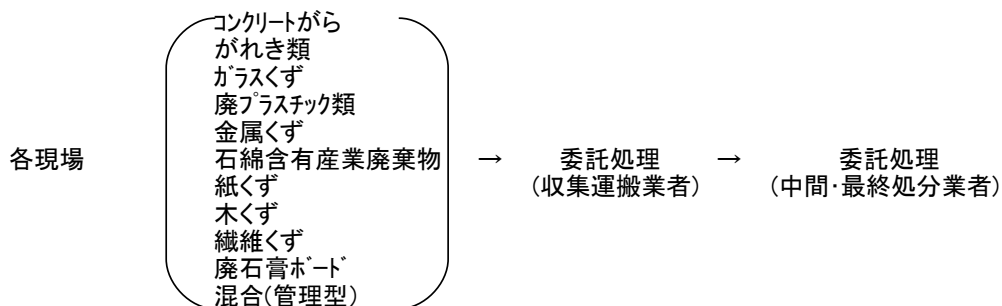 コンクリートがら
がれき類
ガラスくず
廃プラスチック類
金属くず
各現場 石綿含有産業廃棄物 → 委託処理 → 委託処理
紙くず (収集運搬業者) (中間・最終処分業者)
木くず
繊維くず
廃石膏ボード
混合(管理型)